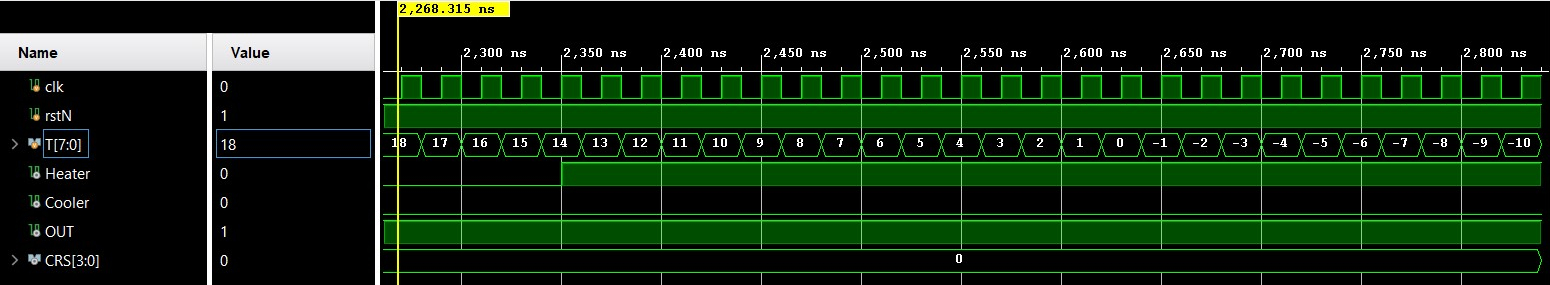 2,268.315 ns
Name Value
2,300 ns 2,350 ns 2,400 ns 2,450 ns 2,500 ns 2,550 ns 2,600 ns 2,650 ns 2,700 ns 2,750 ns 2,800 ns
clk 0
rstN 1
T[7:0] 18 18 17 16 15 14 13 12 11 10 9 8 7 6 5 4 3 2 1 0 -1 -2 -3 -4 -5 -6 -7 -8 -9 -10
Heater 0
Cooler 0
OUT 1
CRS[3:0] 0 0